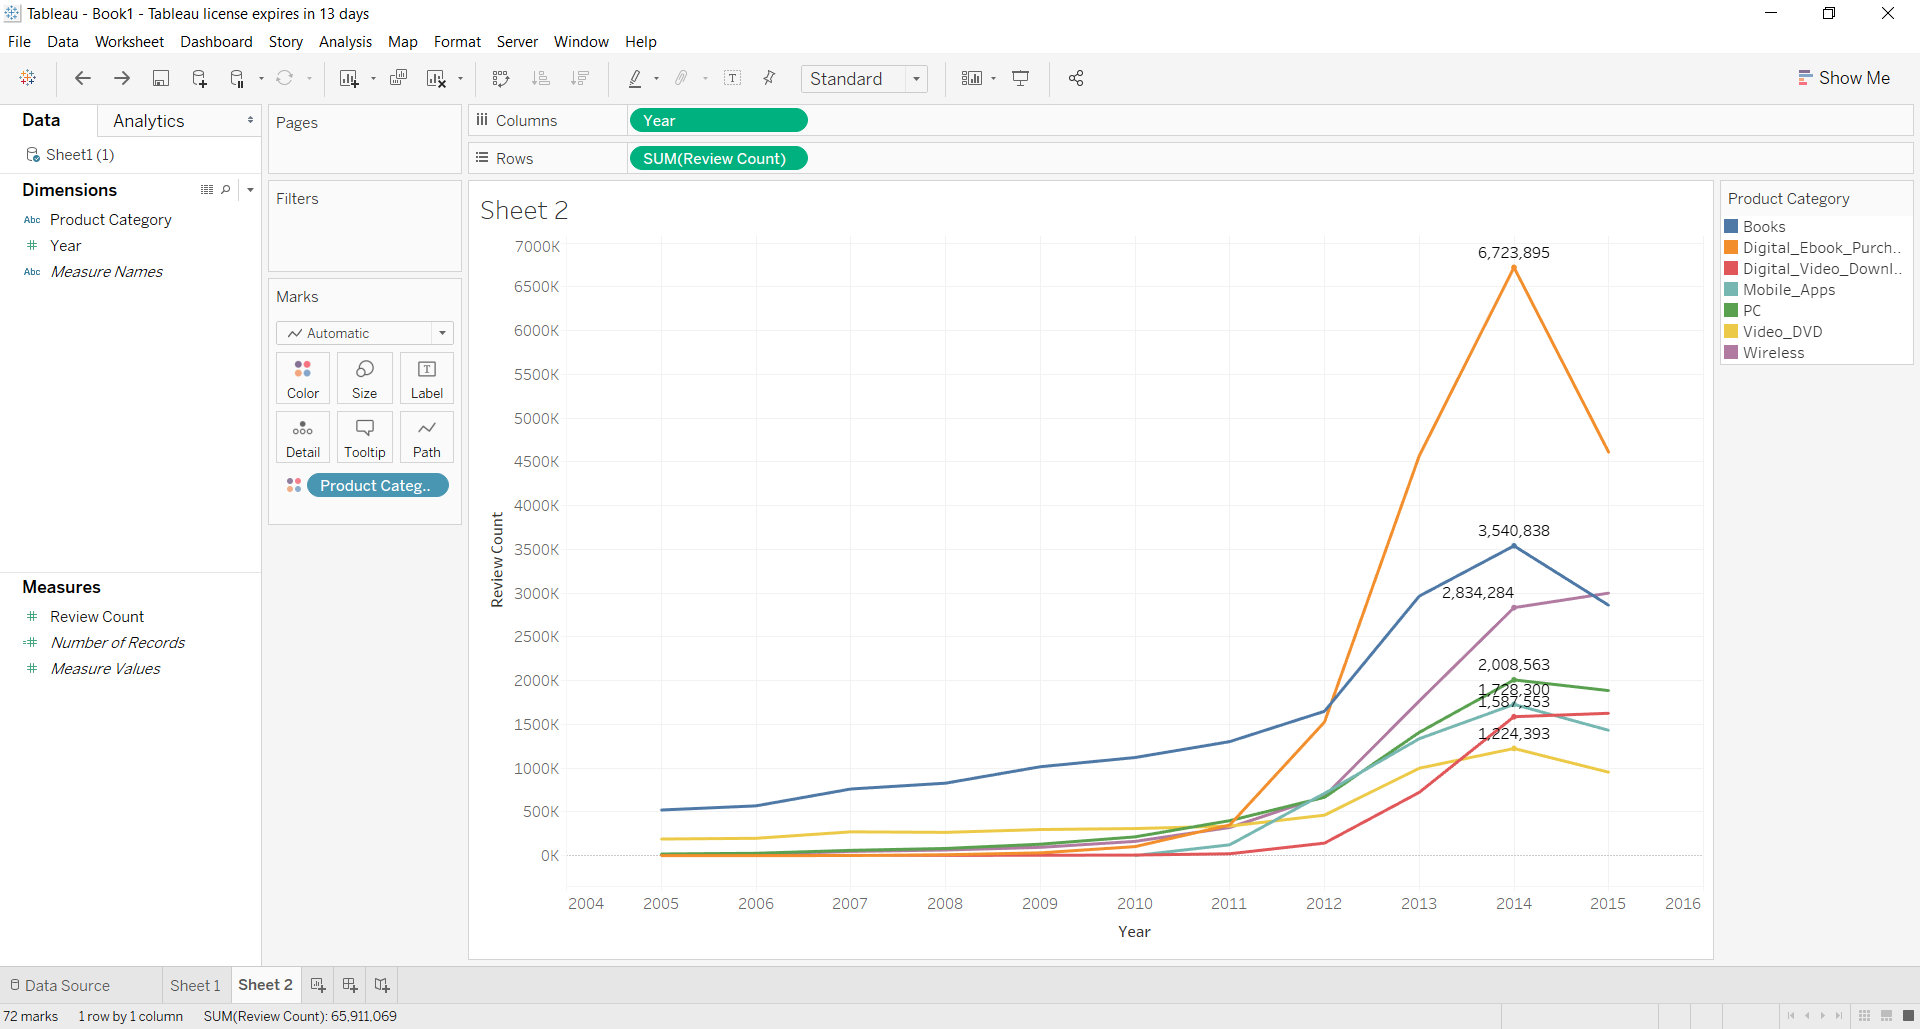 Tableau - Book1 - Tableau license expires in 13 days
File Data Worksheet Dashboard Story Analysis Map Format Server Window Help
Standard
Show Me
Data
Analytics
Sheet1 (1)
Dimensions
Abc Product Category
# Year
Abc Measure Names
Measures
# Review Count
=# Number of Records
# Measure Values
Pages
Filters
Marks
Automatic
Color Size Label
Detail Tooltip Path
Product Categ..
Columns
Year
Rows
SUM(Review Count)
Sheet 2
7000K
6500K
6000K
5500K
5000K
4500K
4000K
3500K
3000K
2500K
2000K
1500K
1000K
500K
0K
Review Count
6,723,895
3,540,838
2,834,284
2,008,563
1,728,300
1,587,553
1,224,393
2004 2005 2006 2007 2008 2009 2010 2011 2012 2013 2014 2015 2016
Year
Product Category
Books
Digital_Ebook_Purch..
Digital_Video_Downl..
Mobile_Apps
PC
Video_DVD
Wireless
Data Source
Sheet 1
Sheet 2
72 marks
1 row by 1 column
SUM(Review Count): 65,911,069